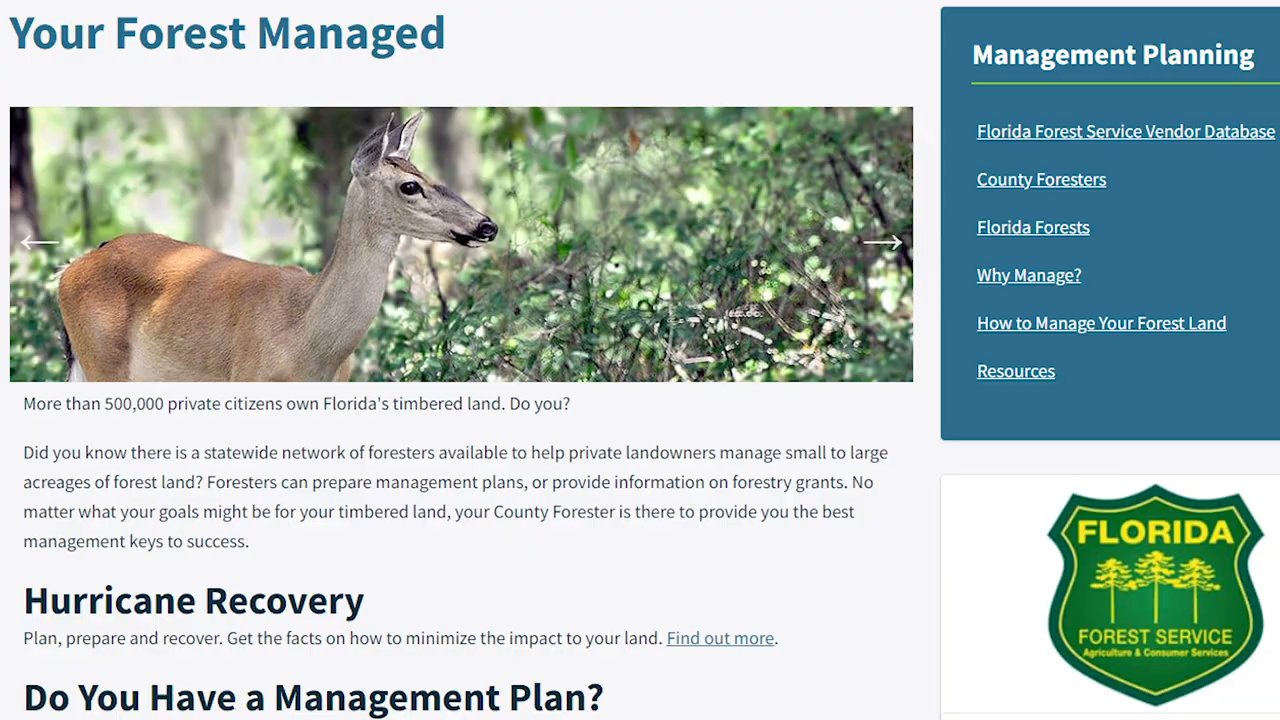 Your Forest Managed
More than 500,000 private citizens own Florida's timbered land. Do you?
Did you know there is a statewide network of foresters available to help private landowners manage small to large
acreages of forest land? Foresters can prepare management plans, or provide information on forestry grants. No
matter what your goals might be for your timbered land, your County Forester is there to provide you the best
management keys to success.
Hurricane Recovery
Plan, prepare and recover. Get the facts on how to minimize the impact to your land. Find out more.
Do You Have a Management Plan?
Management Planning
Florida Forest Service Vendor Database
County Foresters
Florida Forests
Why Manage?
How to Manage Your Forest Land
Resources
FLORIDA
FOREST SERVICE
Agriculture & Consumer Services